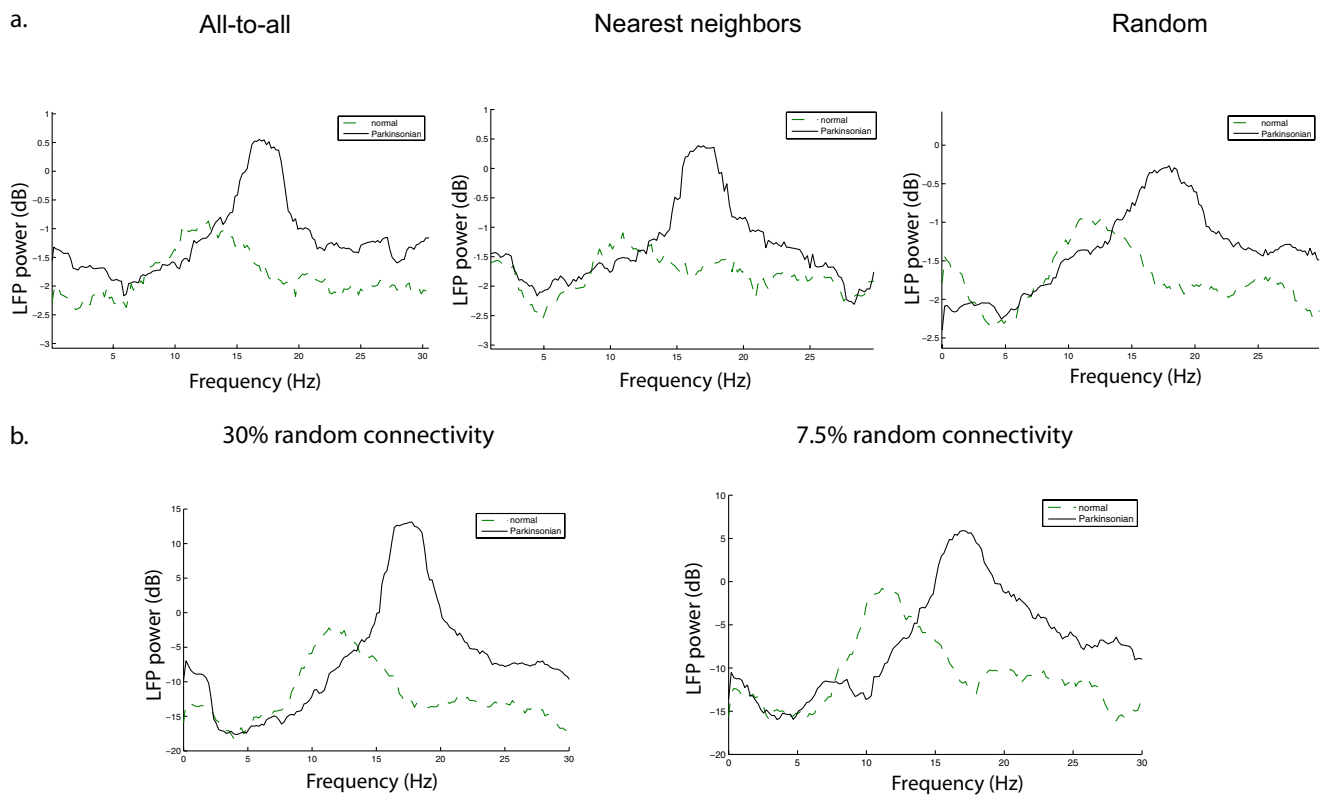 a.
All-to-all
Nearest neighbors
Random
normal
Parkinsonian
1
0.5
0
−0.5
−1
−1.5
−2
−2.5
−3
LFP power (dB)
5
10
15
20
25
30
Frequency (Hz)
normal
Parkinsonian
1
0.5
0
−0.5
−1
−1.5
−2
−2.5
−3
LFP power (dB)
5
10
15
20
25
Frequency (Hz)
normal
Parkinsonian
0
−0.5
−1
−1.5
−2
−2.5
LFP power (dB)
0
5
10
15
20
25
Frequency (Hz)
b.
30% random connectivity
7.5% random connectivity
normal
Parkinsonian
15
10
5
0
−5
−10
−15
−20
LFP power (dB)
0
5
10
15
20
25
30
Frequency (Hz)
normal
Parkinsonian
10
5
0
−5
−10
−15
−20
LFP power (dB)
0
5
10
15
20
25
30
Frequency (Hz)